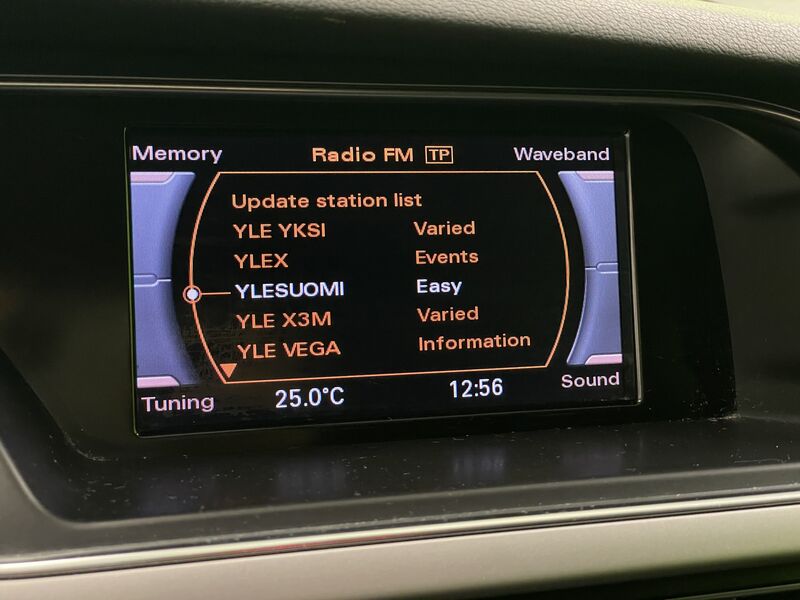 Memory Radio FM TP Waveband
Update station list
YLE YKSI Varied
YLEX Events
YLESUOMI Easy
YLE X3M Varied
YLE VEGA Information
Tuning 25.0°C 12:56 Sound